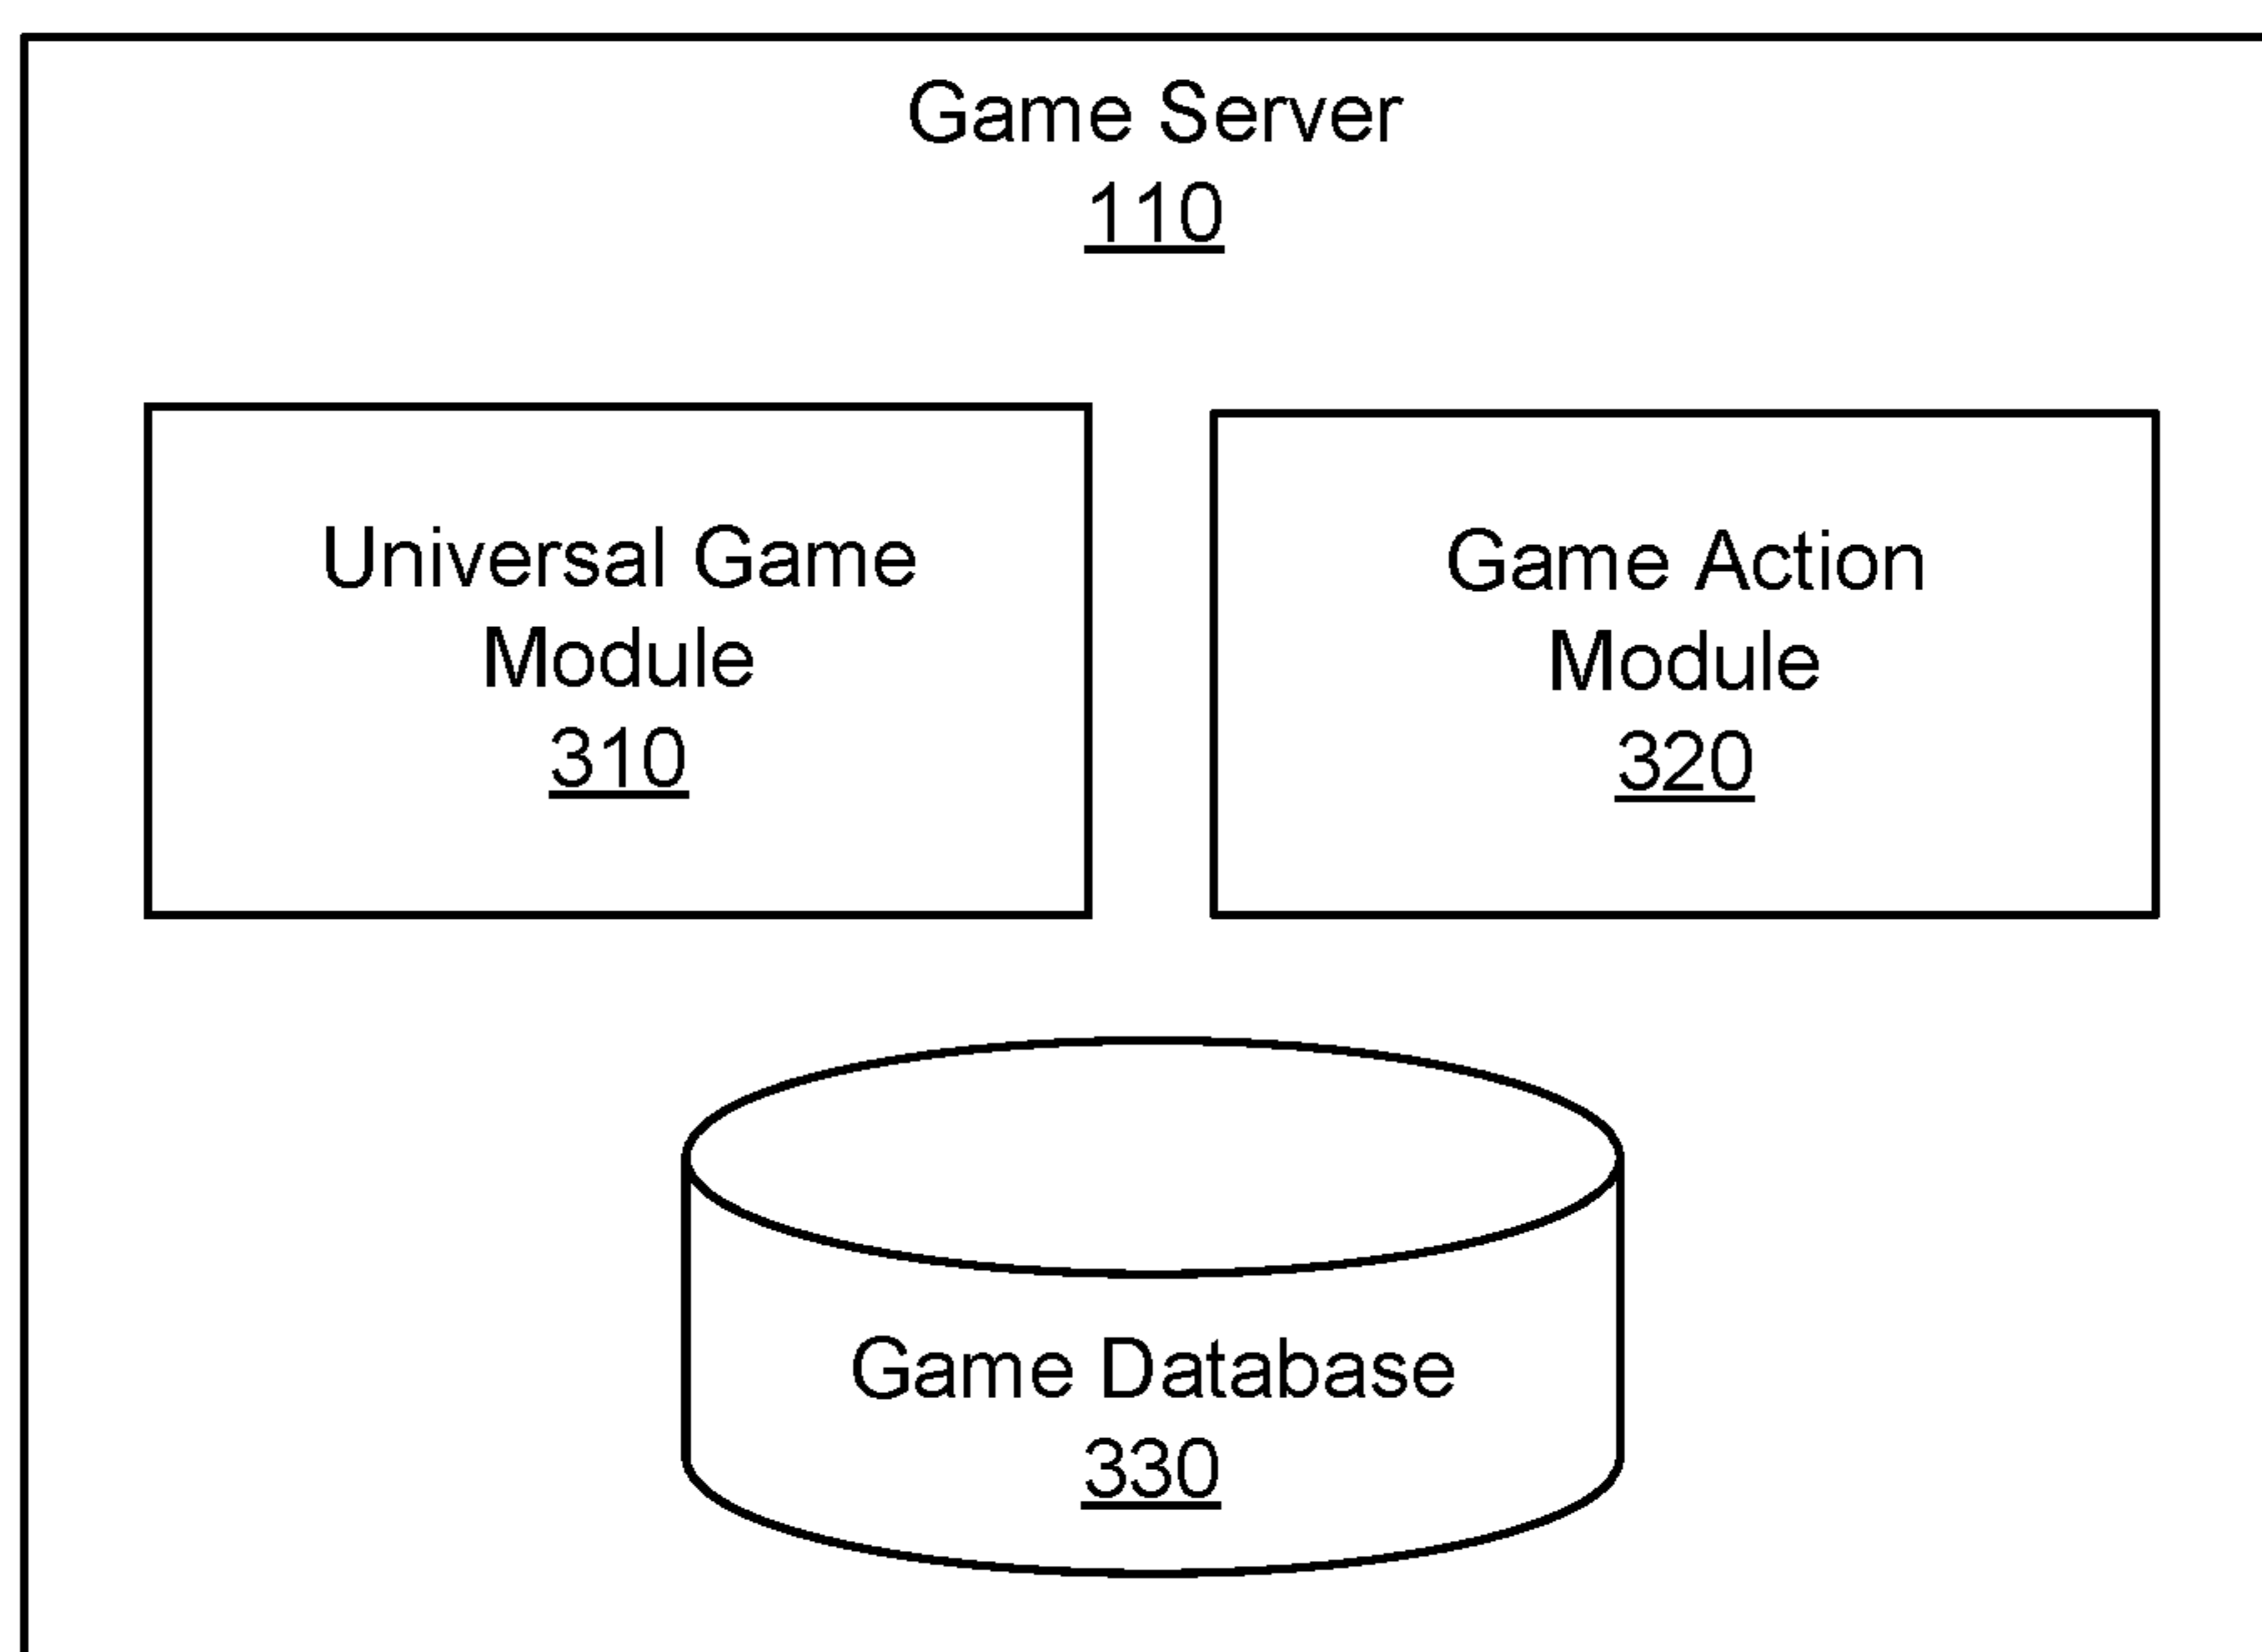 Game Server
110
Universal Game
Module
310
Game Action
Module
320
Game Database
330